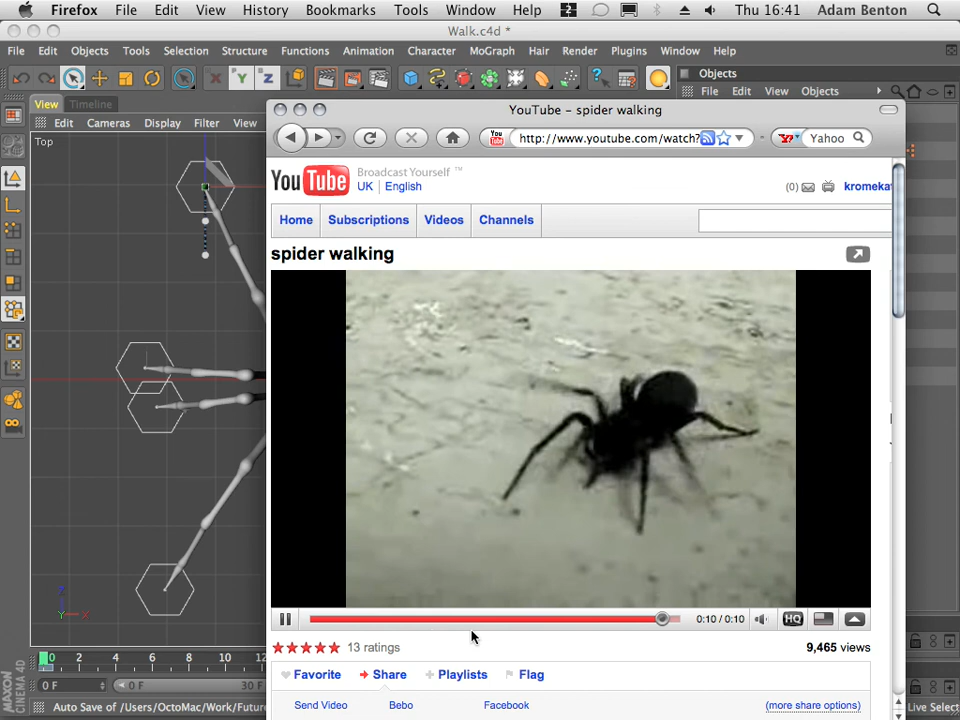 Firefox File Edit View History Bookmarks Tools Window Help Thu 16:41 Adam Benton
Walk.c4d *
File Edit Objects Tools Selection Structure Functions Animation Character MoGraph Hair Render Plugins Window Help
X Y Z Objects
File Edit View Objects
View Timeline
YouTube - spider walking
Edit Cameras Display Filter View
http://www.youtube.com/watch? Yahoo
Top
YouTube Broadcast Yourself ™
UK English
(0) kromekat
Home Subscriptions Videos Channels
spider walking
0:10 / 0:10 HQ
13 ratings 9,465 views
Favorite Share Playlists Flag
Send Video Bebo Facebook (more share options)
Z
Y X
0 2 4 6 8 10 12
0 F 0 F 30 F
Auto Save of /Users/OctoMac/Work/Future
Live Select
MAXON
CINEMA 4D